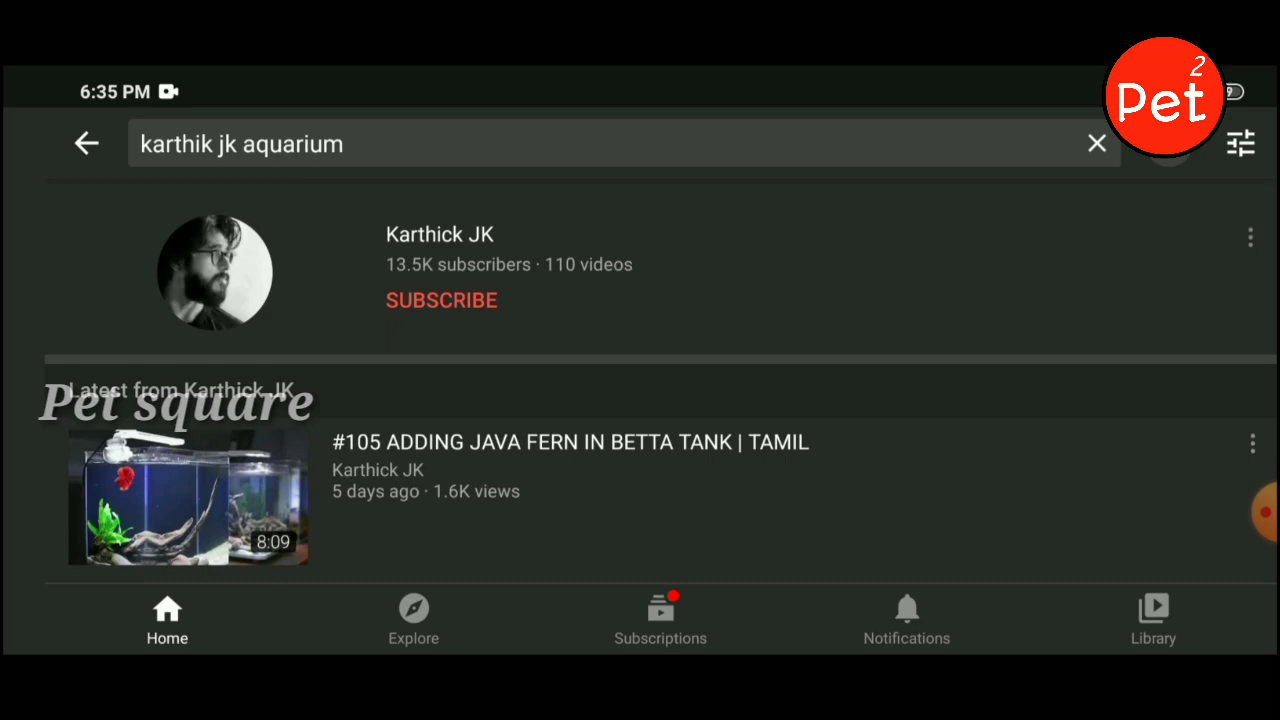 6:35 PM
2
Pet
karthik jk aquarium
Karthick JK
13.5K subscribers · 110 videos
SUBSCRIBE
Latest from Karthick JK
Pet square
#105 ADDING JAVA FERN IN BETTA TANK | TAMIL
Karthick JK
5 days ago · 1.6K views
8:09
Home
Explore
Subscriptions
Notifications
Library